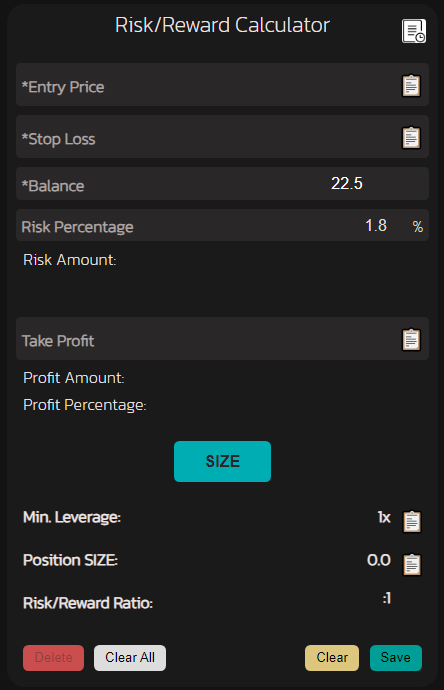 Risk/Reward Calculator
*Entry Price
*Stop Loss
*Balance 22.5
Risk Percentage 1.8 %
Risk Amount:
Take Profit
Profit Amount:
Profit Percentage:
SIZE
Min. Leverage: 1x
Position SIZE: 0.0
Risk/Reward Ratio: :1
Delete Clear All Clear Save